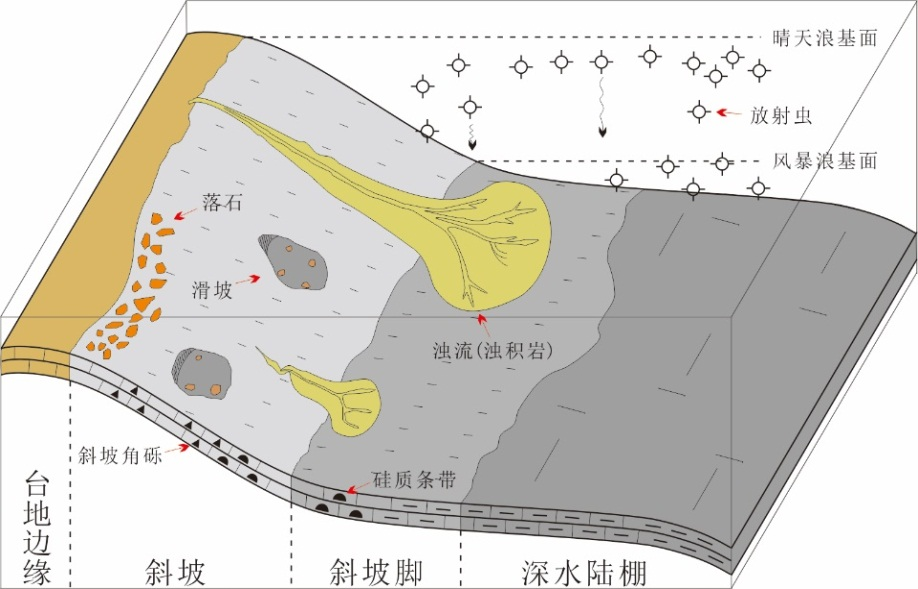 晴天浪基面
放射虫
风暴浪基面
落石
滑坡
浊流(浊积岩)
斜坡角砾
硅质条带
台地边缘
斜坡
斜坡脚
深水陆棚